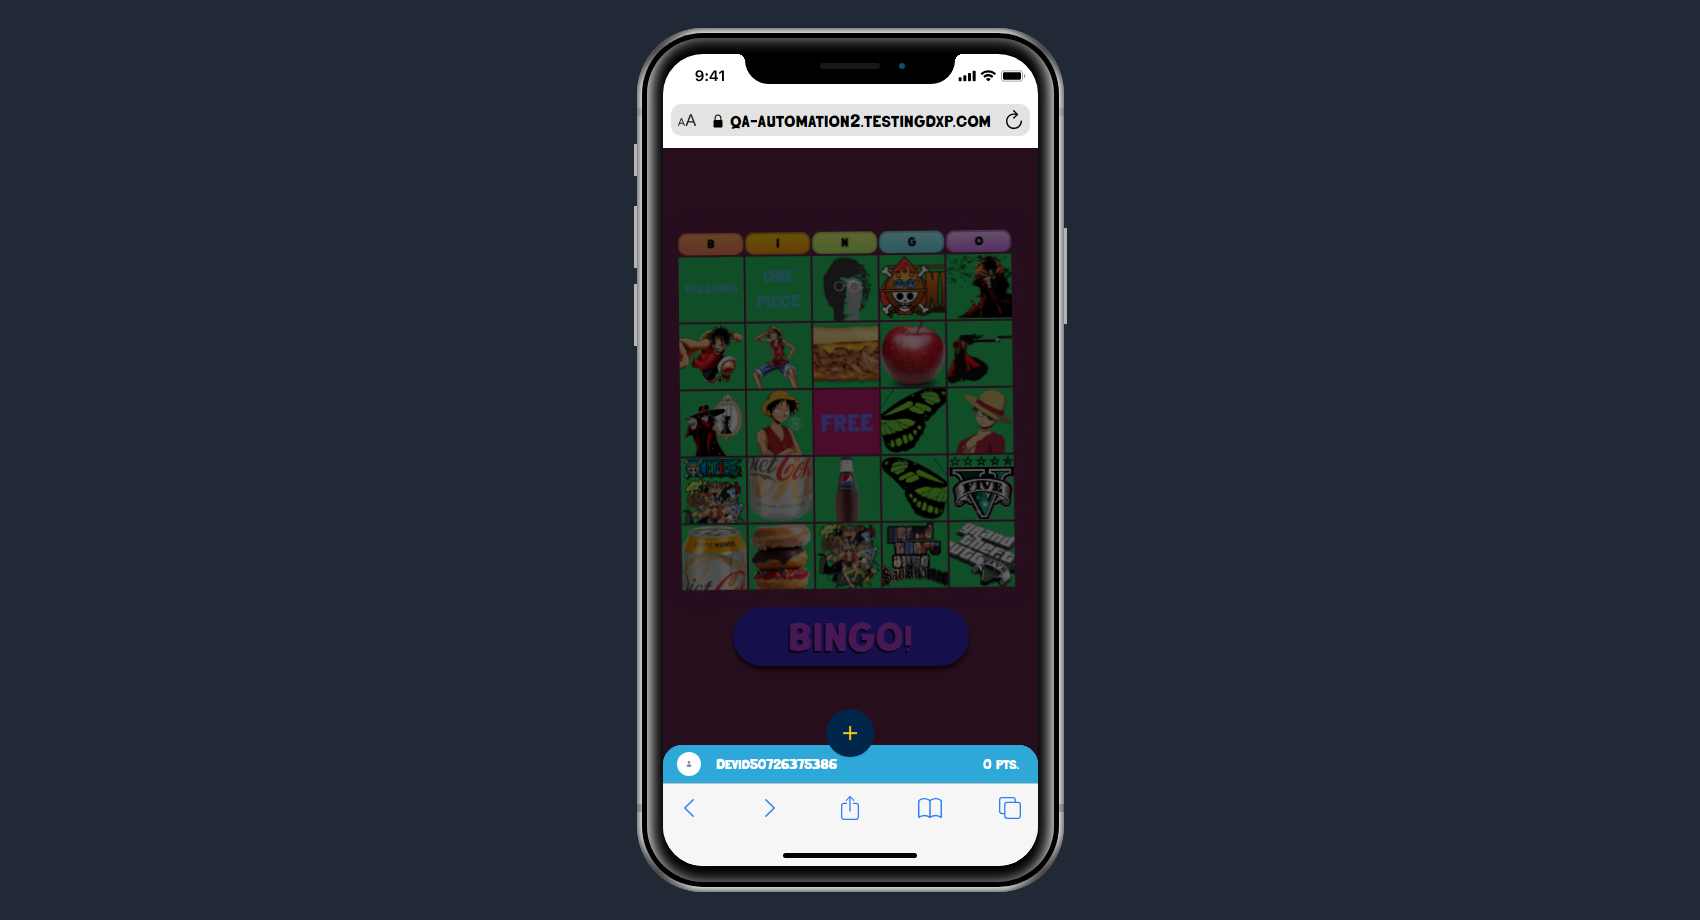 9:41
AA QA-AUTOMATION2.TESTINGDXP.COM
B I N G O
HELLSING
ONE
PIECE
FREE
FIVE
BINGO!
+
DEVID50726375386
0 PTS.